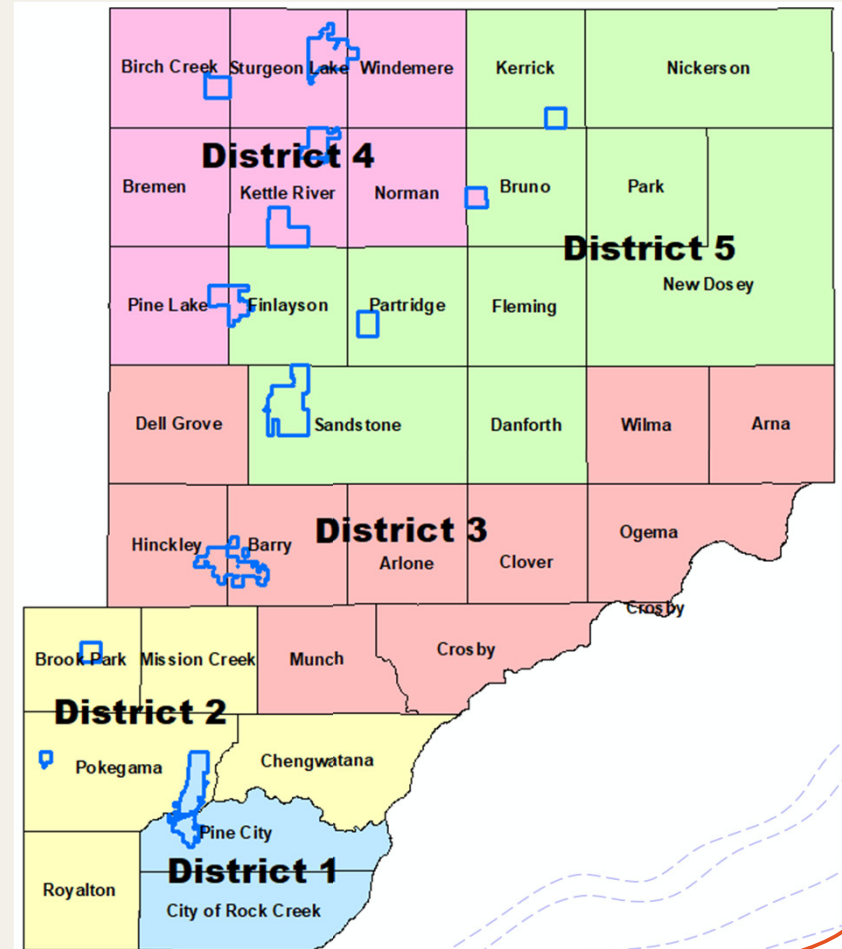 Birch Creek
Sturgeon Lake
Windemere
Kerrick
Nickerson
District 4
Bremen
Kettle River
Norman
Bruno
Park
District 5
New Dosey
Pine Lake
Finlayson
Partridge
Fleming
Dell Grove
Sandstone
Danforth
Wilma
Arna
Hinckley
Barry
District 3
Arlone
Clover
Ogema
Crosby
Brook Park
Mission Creek
Munch
Crosby
District 2
Pokegama
Chengwatana
Pine City
District 1
Royalton
City of Rock Creek